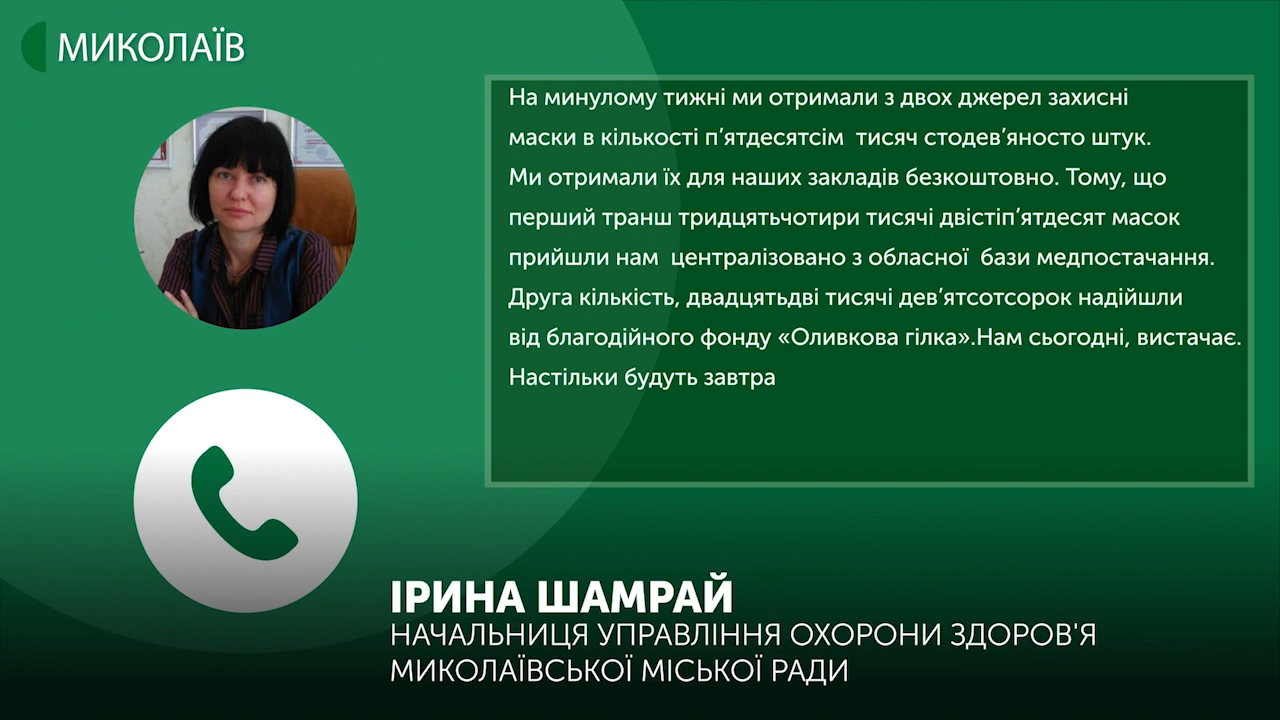 МИКОЛАЇВ
На минулому тижні ми отримали з двох джерел захисні
маски в кількості п’ятдесятсім тисяч стодев’яносто штук.
Ми отримали їх для наших закладів безкоштовно. Тому, що
перший транш тридцятьчотири тисячі двістіп’ятдесят масок
прийшли нам централізовано з обласної бази медпостачання.
Друга кількість, двадцятьдві тисячі дев’ятсотсорок надійшли
від благодійного фонду «Оливкова гілка».Нам сьогодні, вистачає.
Настільки будуть завтра
ІРИНА ШАМРАЙ
НАЧАЛЬНИЦЯ УПРАВЛІННЯ ОХОРОНИ ЗДОРОВ'Я
МИКОЛАЇВСЬКОЇ МІСЬКОЇ РАДИ